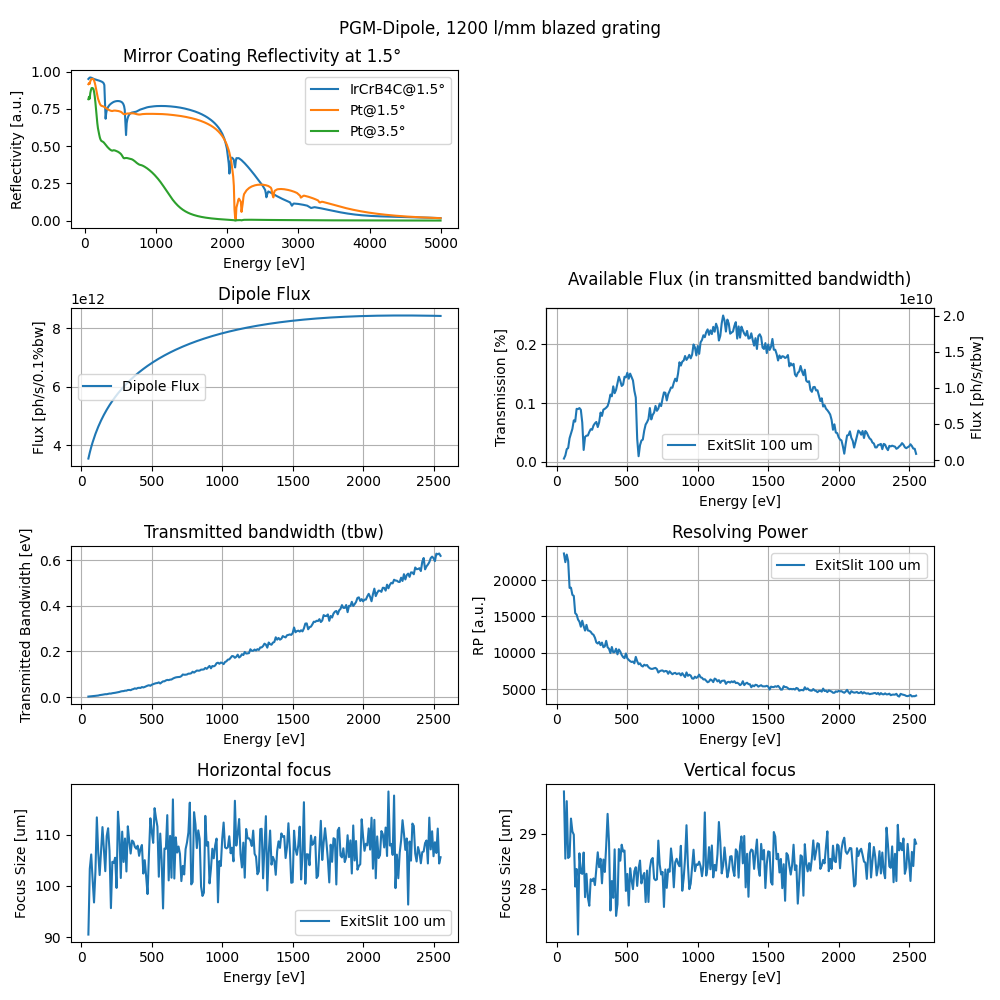 PGM-Dipole, 1200 l/mm blazed grating
Mirror Coating Reflectivity at 1.5°
Reflectivity [a.u.]
1.00
0.75
0.50
0.25
0.00
IrCrB4C@1.5°
Pt@1.5°
Pt@3.5°
0 1000 2000 3000 4000 5000
Energy [eV]
Dipole Flux
1e12
Flux [ph/s/0.1%bw]
8
6
4
Dipole Flux
0 500 1000 1500 2000 2500
Available Flux (in transmitted bandwidth)
1e10
Transmission [%]
0.2
0.1
0.0
2.0
1.5
1.0
0.5
0.0
Flux [ph/s/tbw]
ExitSlit 100 um
0 500 1000 1500 2000 2500
Energy [eV]
Transmitted bandwidth (tbw)
Transmitted Bandwidth [eV]
0.6
0.4
0.2
0.0
0 500 1000 1500 2000 2500
Energy [eV]
Resolving Power
RP [a.u.]
20000
15000
10000
5000
ExitSlit 100 um
0 500 1000 1500 2000 2500
Energy [eV]
Horizontal focus
Focus Size [um]
110
100
90
ExitSlit 100 um
0 500 1000 1500 2000 2500
Energy [eV]
Vertical focus
Focus Size [um]
29
28
0 500 1000 1500 2000 2500
Energy [eV]